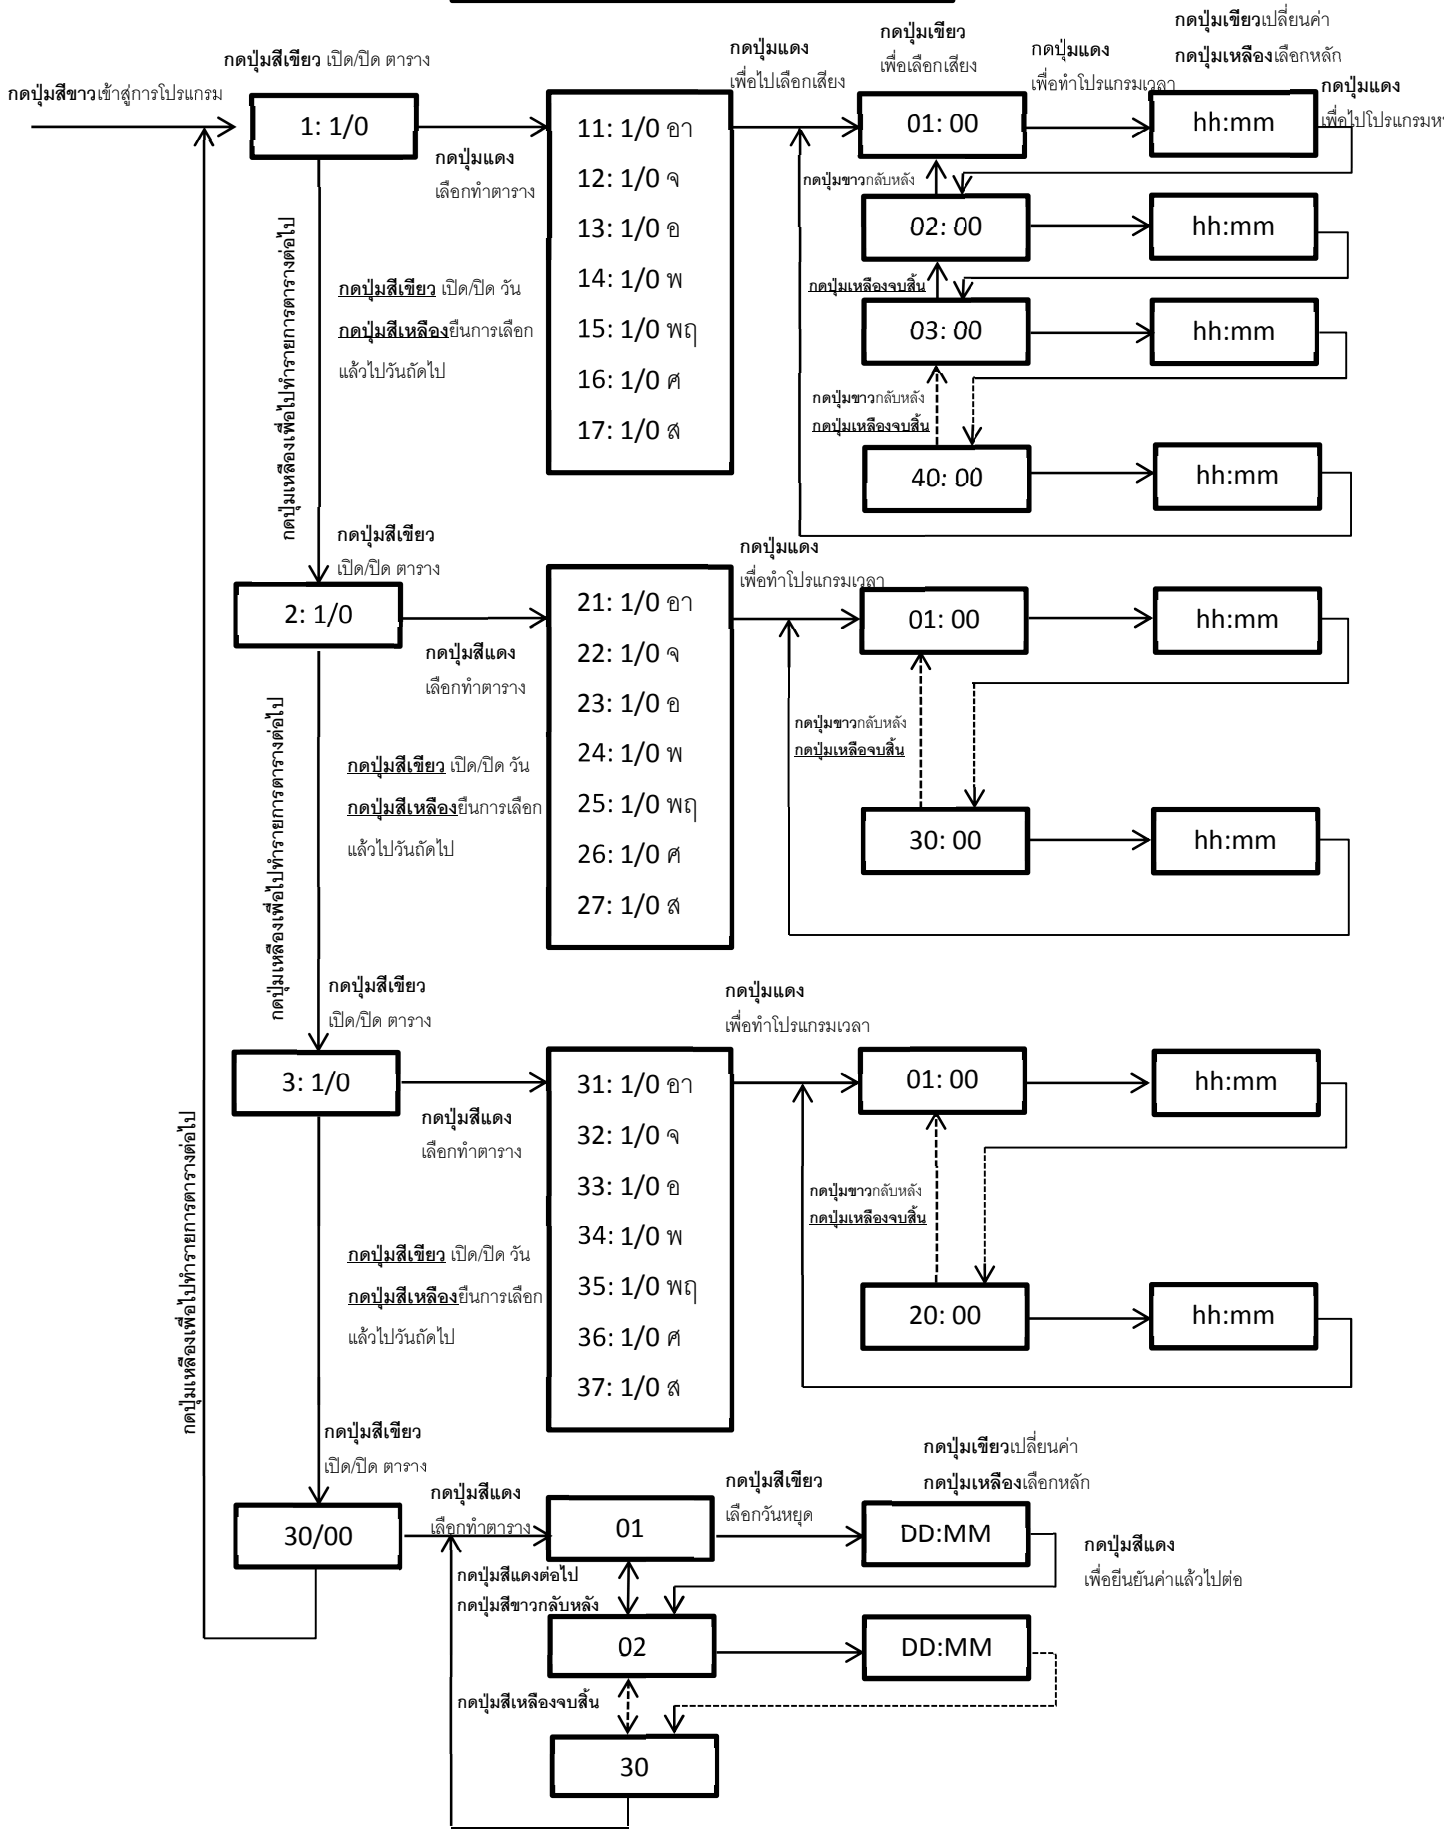 กดปุ่มสีขาวเข้าสู่การโปรแกรม
กดปุ่มสีเขียว เปิด/ปิด ตาราง
1: 1/0
กดปุ่มแดง
เลือกทำตาราง
กดปุ่มสีเขียว เปิด/ปิด วัน
กดปุ่มสีเหลืองยืนการเลือก
แล้วไปวันถัดไป
กดปุ่มเหลืองเพื่อไปทำรายการตารางต่อไป
11: 1/0 อา
12: 1/0 จ
13: 1/0 อ
14: 1/0 พ
15: 1/0 พฤ
16: 1/0 ศ
17: 1/0 ส
กดปุ่มแดง
เพื่อไปเลือกเสียง
กดปุ่มเขียว
เพื่อเลือกเสียง
กดปุ่มแดง
เพื่อทำโปรแกรมเวลา
กดปุ่มเขียวเปลี่ยนค่า
กดปุ่มเหลืองเลือกหลัก
กดปุ่มแดง
เพื่อไปโปรแกรมห
01: 00
hh:mm
กดปุ่มขาวกลับหลัง
02: 00
hh:mm
กดปุ่มเหลืองจบสิ้น
03: 00
hh:mm
กดปุ่มขาวกลับหลัง
กดปุ่มเหลืองจบสิ้น
40: 00
hh:mm
กดปุ่มสีเขียว
เปิด/ปิด ตาราง
2: 1/0
กดปุ่มสีแดง
เลือกทำตาราง
กดปุ่มสีเขียว เปิด/ปิด วัน
กดปุ่มสีเหลืองยืนการเลือก
แล้วไปวันถัดไป
กดปุ่มเหลืองเพื่อไปทำรายการตารางต่อไป
21: 1/0 อา
22: 1/0 จ
23: 1/0 อ
24: 1/0 พ
25: 1/0 พฤ
26: 1/0 ศ
27: 1/0 ส
กดปุ่มแดง
เพื่อทำโปรแกรมเวลา
01: 00
hh:mm
กดปุ่มขาวกลับหลัง
กดปุ่มเหลือจบสิ้น
30: 00
hh:mm
กดปุ่มสีเขียว
เปิด/ปิด ตาราง
3: 1/0
กดปุ่มสีแดง
เลือกทำตาราง
กดปุ่มสีเขียว เปิด/ปิด วัน
กดปุ่มสีเหลืองยืนการเลือก
แล้วไปวันถัดไป
กดปุ่มเหลืองเพื่อไปทำรายการตารางต่อไป
31: 1/0 อา
32: 1/0 จ
33: 1/0 อ
34: 1/0 พ
35: 1/0 พฤ
36: 1/0 ศ
37: 1/0 ส
กดปุ่มแดง
เพื่อทำโปรแกรมเวลา
01: 00
hh:mm
กดปุ่มขาวกลับหลัง
กดปุ่มเหลืองจบสิ้น
20: 00
hh:mm
กดปุ่มสีเขียว
เปิด/ปิด ตาราง
30/00
กดปุ่มสีแดง
เลือกทำตาราง
01
กดปุ่มสีเขียว
เลือกวันหยุด
กดปุ่มเขียวเปลี่ยนค่า
กดปุ่มเหลืองเลือกหลัก
DD:MM
กดปุ่มสีแดง
เพื่อยืนยันค่าแล้วไปต่อ
กดปุ่มสีแดงต่อไป
กดปุ่มสีขาวกลับหลัง
02
DD:MM
กดปุ่มสีเหลืองจบสิ้น
30